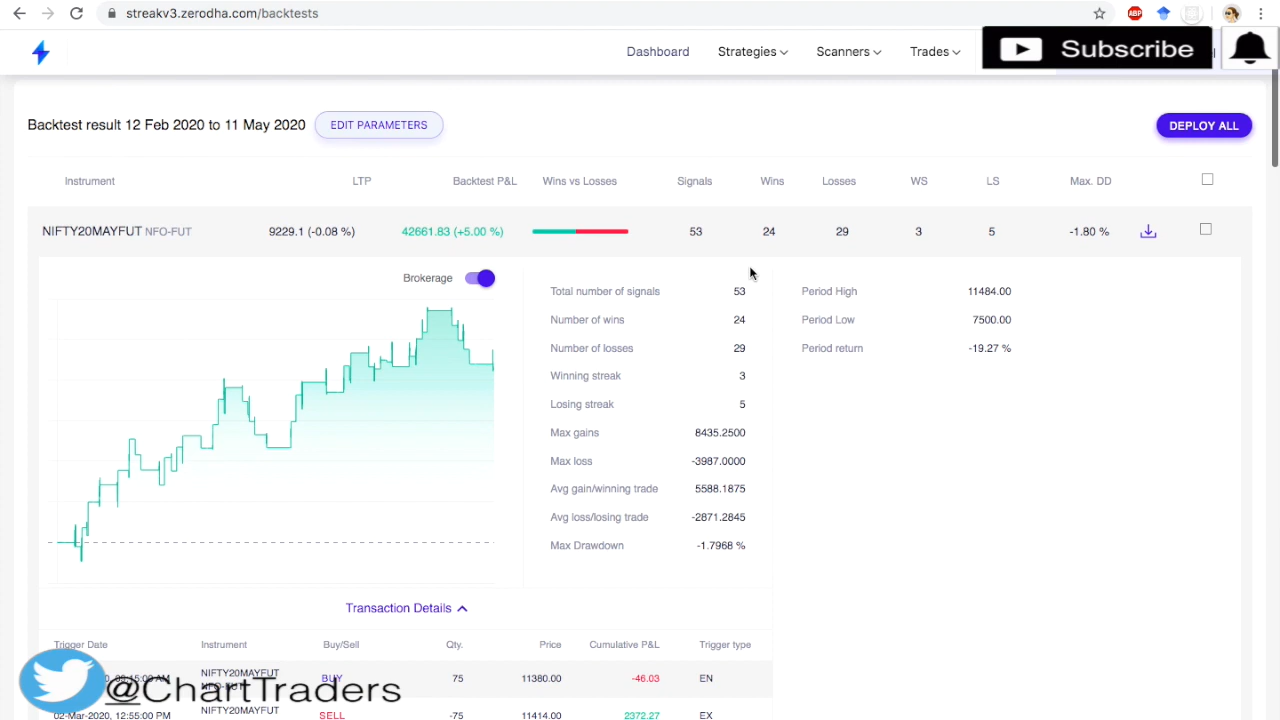 streakv3.zerodha.com/backtests
ABP
Dashboard Strategies Scanners Trades
Subscribe
Backtest result 12 Feb 2020 to 11 May 2020 EDIT PARAMETERS DEPLOY ALL
Instrument LTP Backtest P&L Wins vs Losses Signals Wins Losses WS LS Max. DD
NIFTY20MAYFUT NFO-FUT 9229.1 (-0.08 %) 42661.83 (+5.00 %) 53 24 29 3 5 -1.80 %
Brokerage
Total number of signals 53 Period High 11484.00
Number of wins 24 Period Low 7500.00
Number of losses 29 Period return -19.27 %
Winning streak 3
Losing streak 5
Max gains 8435.2500
Max loss -3987.0000
Avg gain/winning trade 5588.1875
Avg loss/losing trade -2871.2845
Max Drawdown -1.7968 %
Transaction Details
Trigger Date Instrument Buy/Sell Qty. Price Cumulative P&L Trigger type
NIFTY20MAYFUT BUY 75 11380.00 -46.03 EN
@ChartTraders
02-Mar-2020, 12:55:00 PM NIFTY20MAYFUT SELL -75 11414.00 2372.27 EX